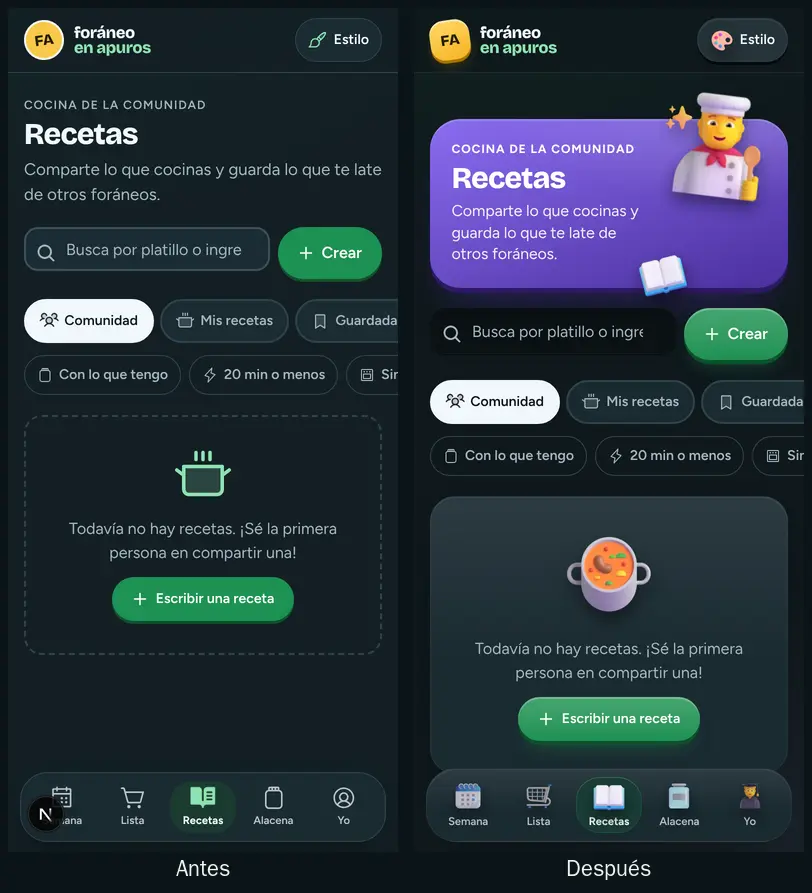 FA
foráneo
en apuros
Estilo
COCINA DE LA COMUNIDAD
Recetas
Comparte lo que cocinas y guarda lo que te late
de otros foráneos.
Busca por platillo o ingre
+ Crear
Comunidad
Mis recetas
Guardada
Con lo que tengo
20 min o menos
Sin
Todavía no hay recetas. ¡Sé la primera
persona en compartir una!
+ Escribir una receta
N
ana
Lista
Recetas
Alacena
Yo
Antes
FA
foráneo
en apuros
Estilo
COCINA DE LA COMUNIDAD
Recetas
Comparte lo que cocinas y
guarda lo que te late de
otros foráneos.
Busca por platillo o ingre
+ Crear
Comunidad
Mis recetas
Guardada
Con lo que tengo
20 min o menos
Sin
Todavía no hay recetas. ¡Sé la primera
persona en compartir una!
+ Escribir una receta
Semana
Lista
Recetas
Alacena
Yo
Después